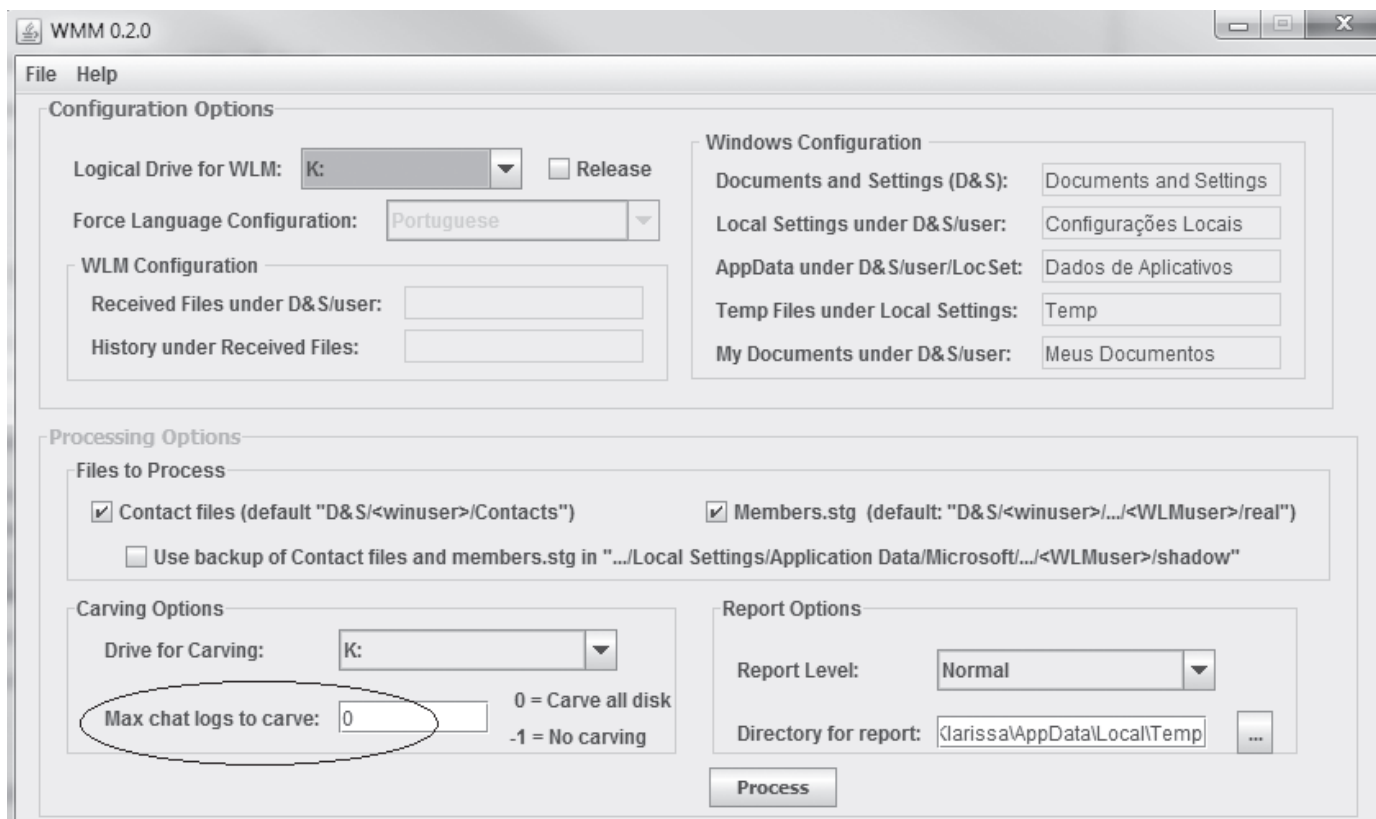 WMM 0.2.0
File Help
Configuration Options
Logical Drive for WLM: K: Release
Force Language Configuration: Portuguese
WLM Configuration
Received Files under D&S/user:
History under Received Files:
Windows Configuration
Documents and Settings (D&S): Documents and Settings
Local Settings under D&S/user: Configurações Locais
AppData under D&S/user/LocSet: Dados de Aplicativos
Temp Files under Local Settings: Temp
My Documents under D&S/user: Meus Documentos
Processing Options
Files to Process
Contact files (default "D&S/<winuser>/Contacts") Members.stg (default: "D&S/<winuser>/.../<WLMuser>/real")
Use backup of Contact files and members.stg in ".../Local Settings/Application Data/Microsoft/.../<WLMuser>/shadow"
Carving Options
Drive for Carving: K:
Max chat logs to carve: 0
0 = Carve all disk
-1 = No carving
Report Options
Report Level: Normal
Directory for report: Klarissa\AppData\Local\Temp ...
Process